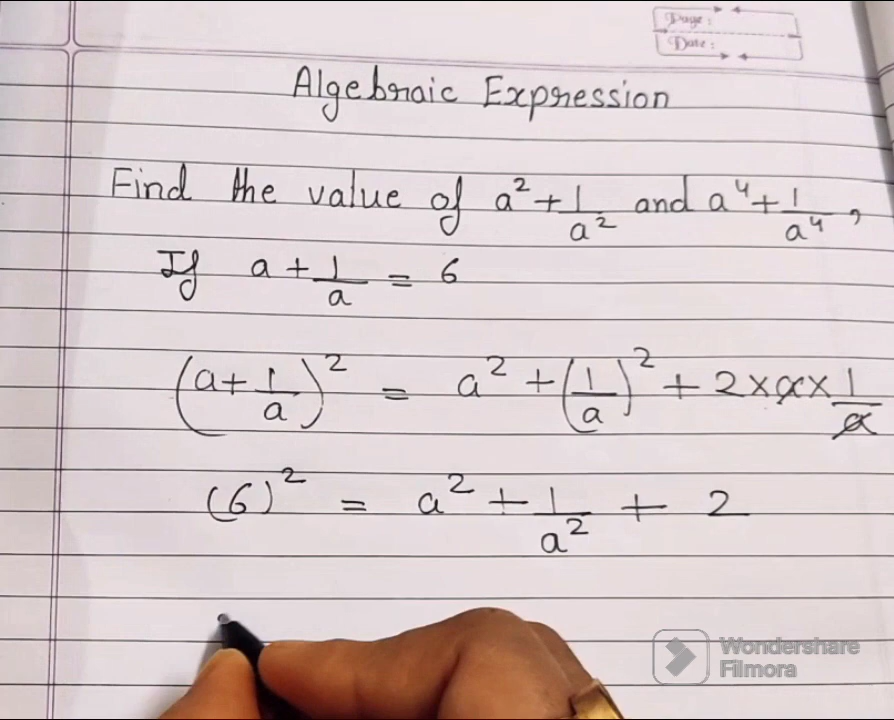 Page :
Date :
Algebraic Expression
Find the value of a² + 1/a² and a⁴ + 1/a⁴ ,
If a + 1/a = 6
(a + 1/a)² = a² + (1/a)² + 2 × a × 1/a
(6)² = a² + 1/a² + 2
Wondershare
Filmora